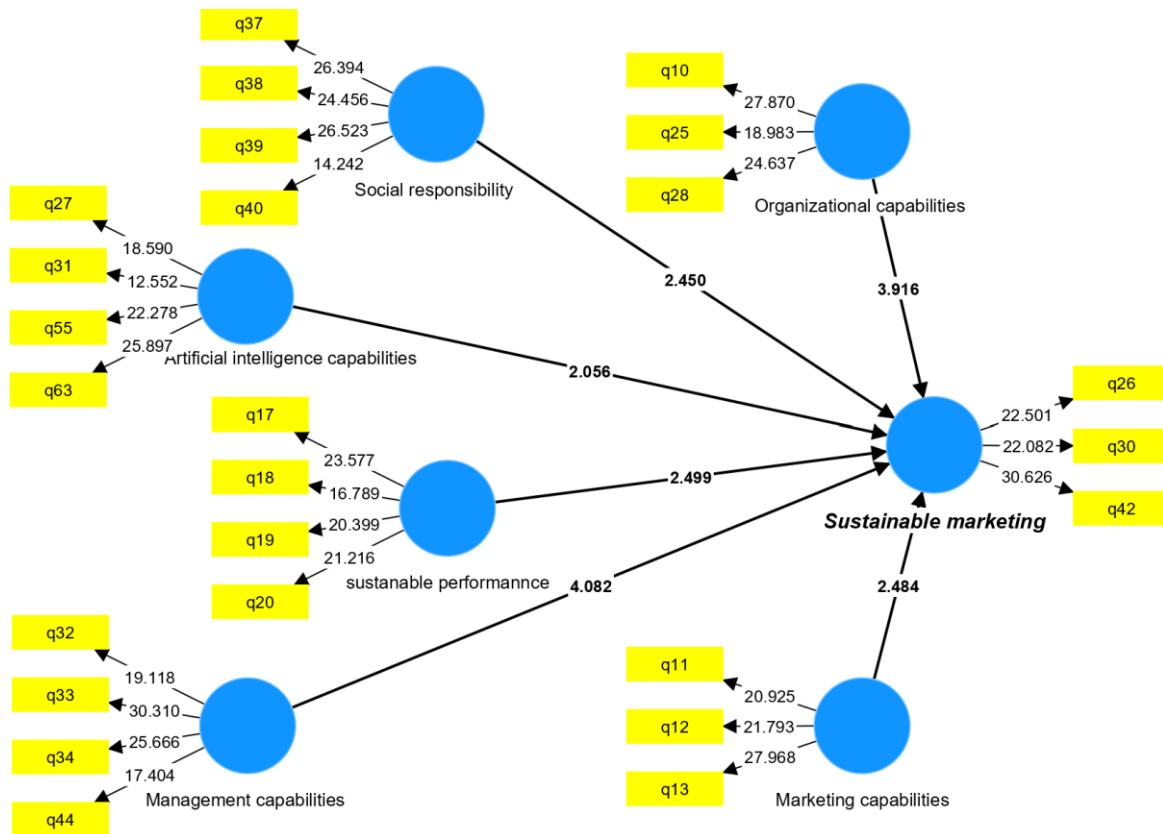 q37
q38
q39
q40
26.394
24.456
26.523
14.242
Social responsibility
q10
q25
q28
27.870
18.983
24.637
Organizational capabilities
q27
q31
q55
q63
18.590
12.552
22.278
25.897
Artificial intelligence capabilities
2.450
3.916
2.056
q17
q18
q19
q20
23.577
16.789
20.399
21.216
sustanable performannce
2.499
q26
q30
q42
22.501
22.082
30.626
Sustainable marketing
q32
q33
q34
q44
19.118
30.310
25.666
17.404
Management capabilities
4.082
2.484
q11
q12
q13
20.925
21.793
27.968
Marketing capabilities